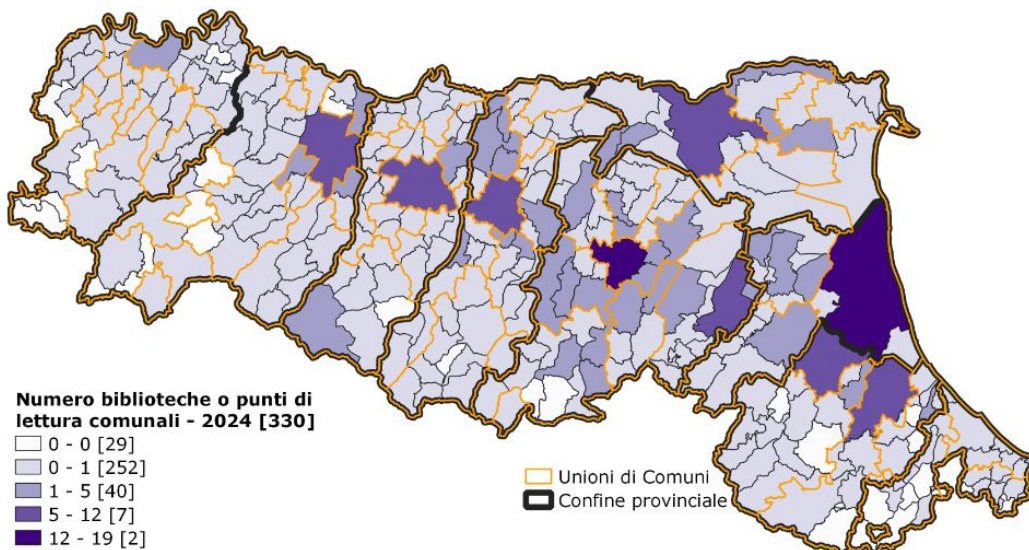 Numero biblioteche o punti di
lettura comunali - 2024 [330]
0 - 0 [29]
0 - 1 [252]
1 - 5 [40]
5 - 12 [7]
12 - 19 [2]
Unioni di Comuni
Confine provinciale